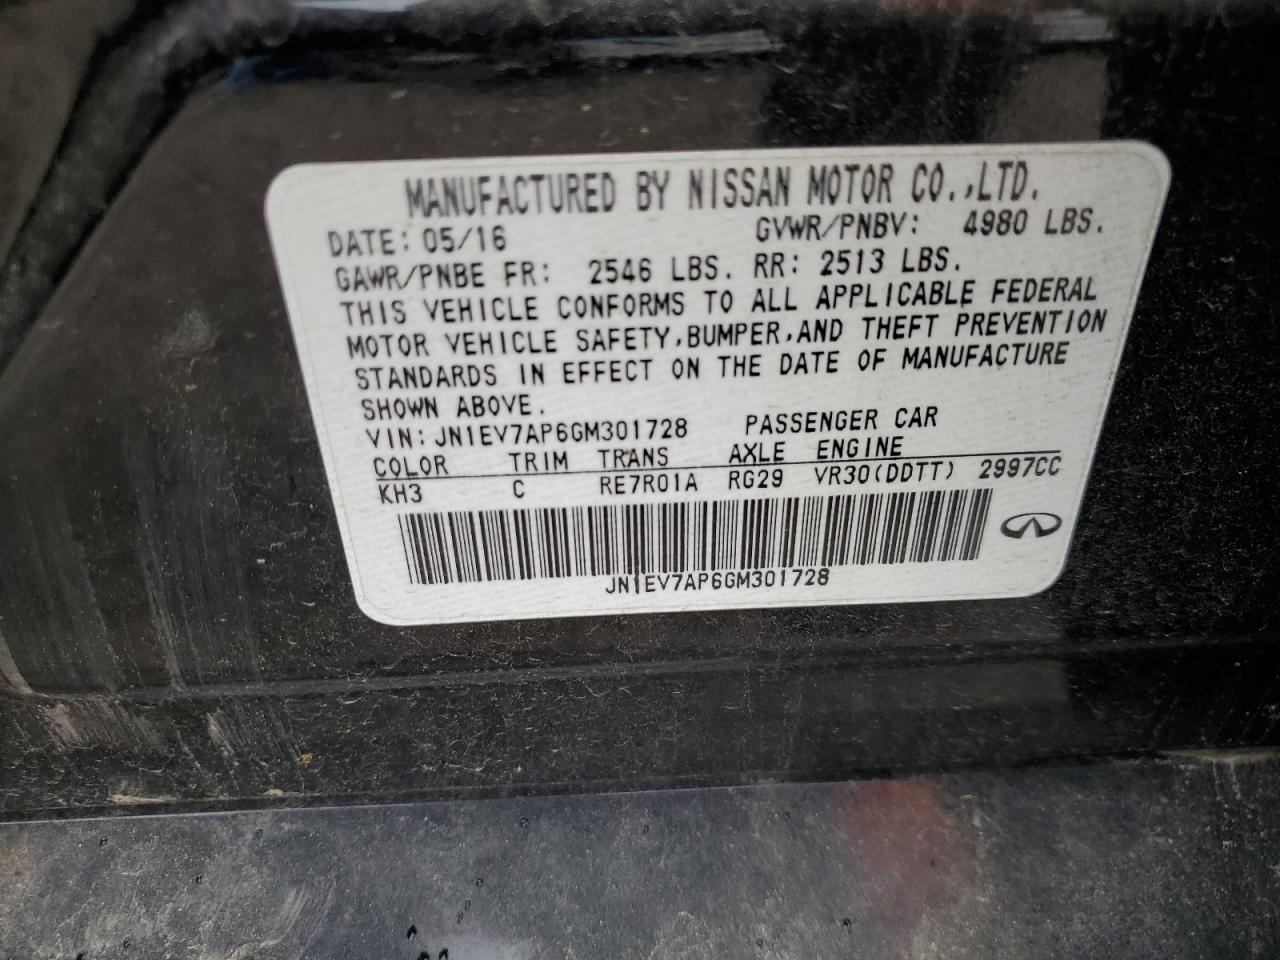 MANUFACTURED BY NISSAN MOTOR CO.,LTD.
DATE: 05/16 GVWR/PNBV: 4980 LBS.
GAWR/PNBE FR: 2546 LBS. RR: 2513 LBS.
THIS VEHICLE CONFORMS TO ALL APPLICABLE FEDERAL
MOTOR VEHICLE SAFETY,BUMPER,AND THEFT PREVENTION
STANDARDS IN EFFECT ON THE DATE OF MANUFACTURE
SHOWN ABOVE.
VIN: JN1EV7AP6GM301728 PASSENGER CAR
COLOR TRIM TRANS AXLE ENGINE
KH3 C RE7R01A RG29 VR30(DDTT) 2997CC
JN1EV7AP6GM301728